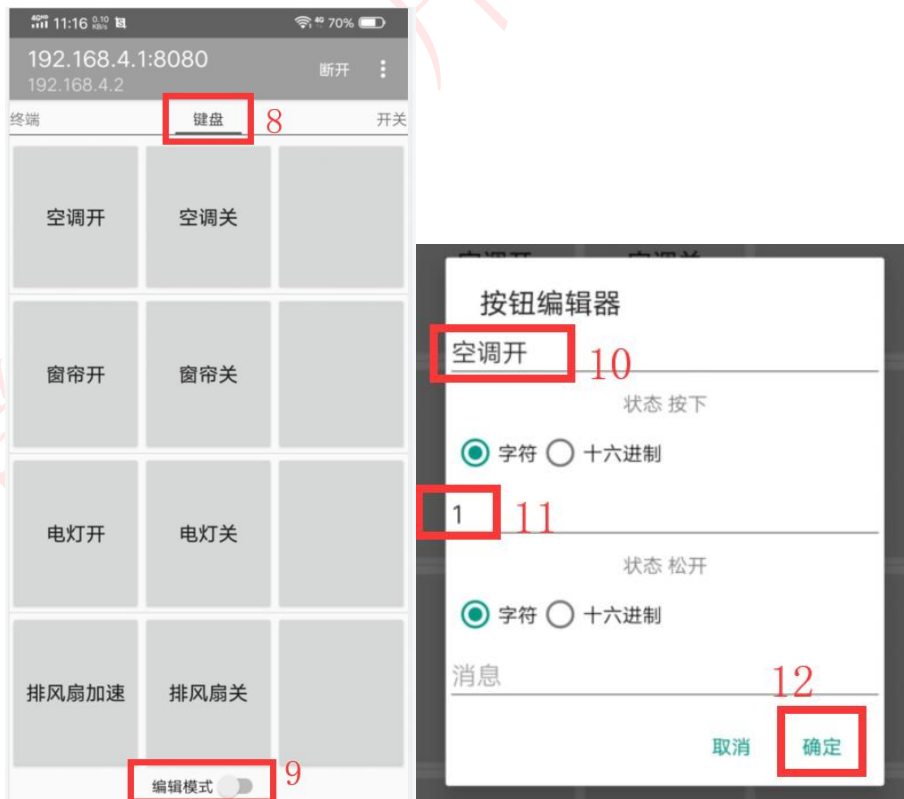 11:16 0.10 KB/s 4G 70%
192.168.4.1:8080
192.168.4.2
断开
终端 键盘 8 开关
空调开 空调关
窗帘开 窗帘关
电灯开 电灯关
排风扇加速 排风扇关
编辑模式 9
按钮编辑器
空调开 10
状态 按下
字符 十六进制
1 11
状态 松开
字符 十六进制
消息
12
取消 确定